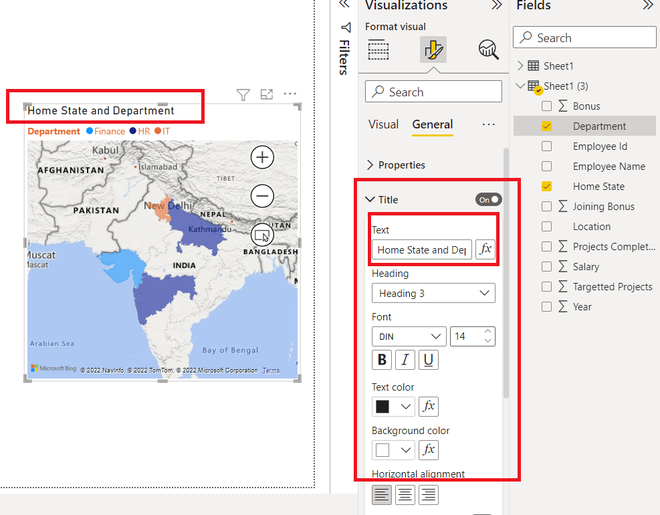 Home State and Department
Department Finance HR IT
Kabul
Islamabad
AFGHANISTAN
TIBET
New Delhi
PAKISTAN
NEPAL
Kathmandu
BHUTAN
Muscat
Mascat
BANGLADESH
INDIA
Arabian Sea
Bay of Bengal
Microsoft Bing
© 2022 NavInfo, © 2022 TomTom, © 2022 Microsoft Corporation Terms
Filters
Visualizations
Format visual
Search
Visual General
Properties
Title On
Text
Home State and Dep
fx
Heading
Heading 3
Font
DIN 14
B I U
Text color
fx
Background color
fx
Horizontal alignment
Fields
Search
Sheet1
Sheet1 (3)
Bonus
Department
Employee Id
Employee Name
Home State
Joining Bonus
Location
Projects Complet...
Salary
Targetted Projects
Year